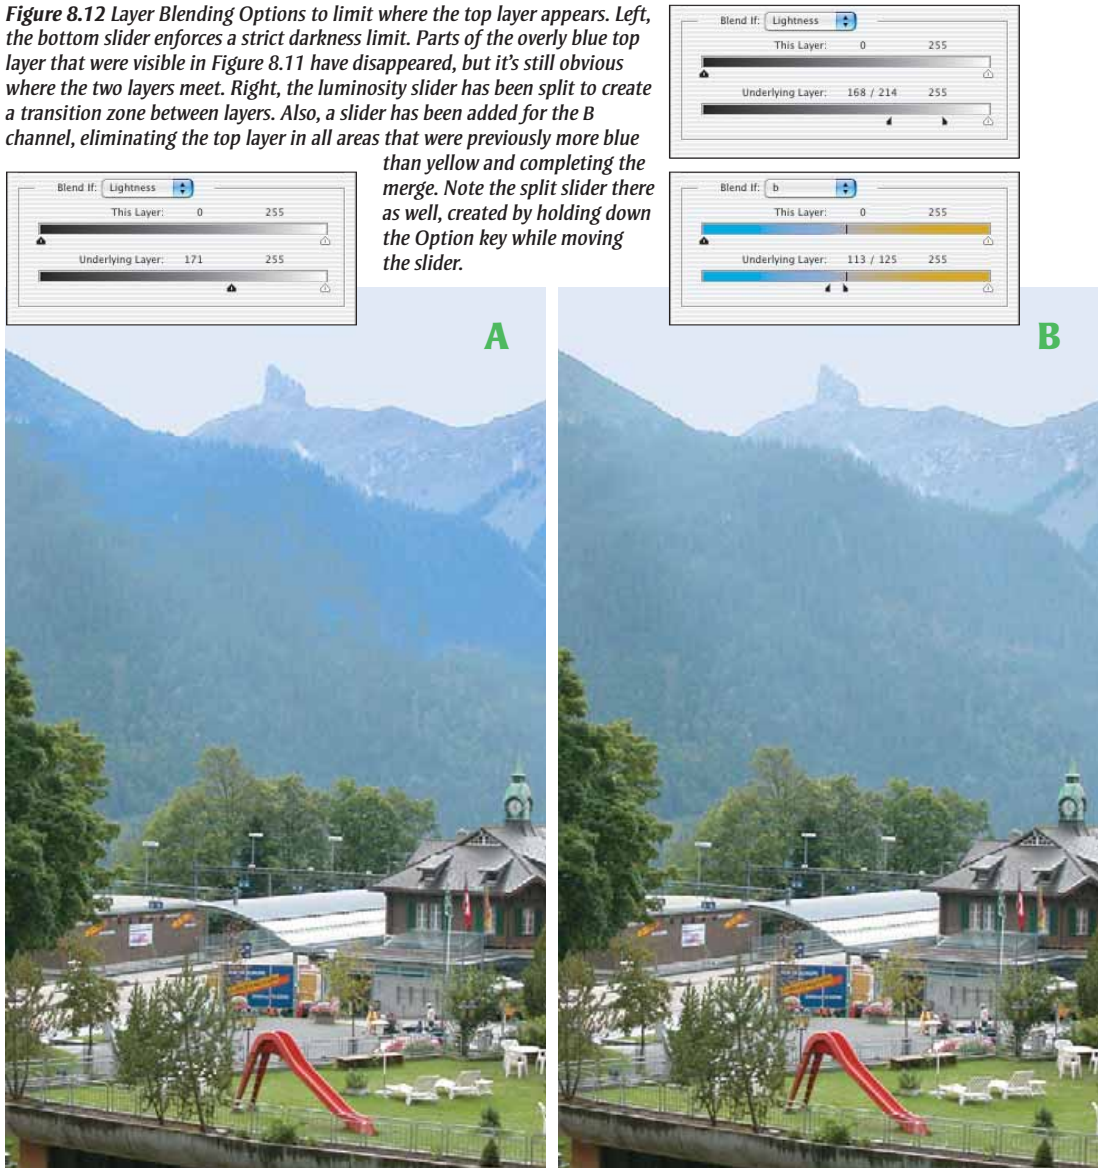 Figure 8.12 Layer Blending Options to limit where the top layer appears. Left,
the bottom slider enforces a strict darkness limit. Parts of the overly blue top
layer that were visible in Figure 8.11 have disappeared, but it’s still obvious
where the two layers meet. Right, the luminosity slider has been split to create
a transition zone between layers. Also, a slider has been added for the B
channel, eliminating the top layer in all areas that were previously more blue
than yellow and completing the
merge. Note the split slider there
as well, created by holding down
the Option key while moving
the slider.
Blend If: Lightness
This Layer: 0 255
Underlying Layer: 171 255
Blend If: Lightness
This Layer: 0 255
Underlying Layer: 168 / 214 255
Blend If: b
This Layer: 0 255
Underlying Layer: 113 / 125 255
A
B